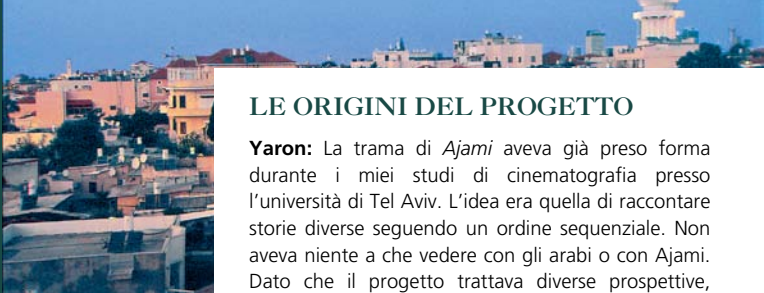 LE ORIGINI DEL PROGETTO
Yaron: La trama di Ajami aveva già preso forma
durante i miei studi di cinematografia presso
l'università di Tel Aviv. L'idea era quella di raccontare
storie diverse seguendo un ordine sequenziale. Non
aveva niente a che vedere con gli arabi o con Ajami.
Dato che il progetto trattava diverse prospettive,